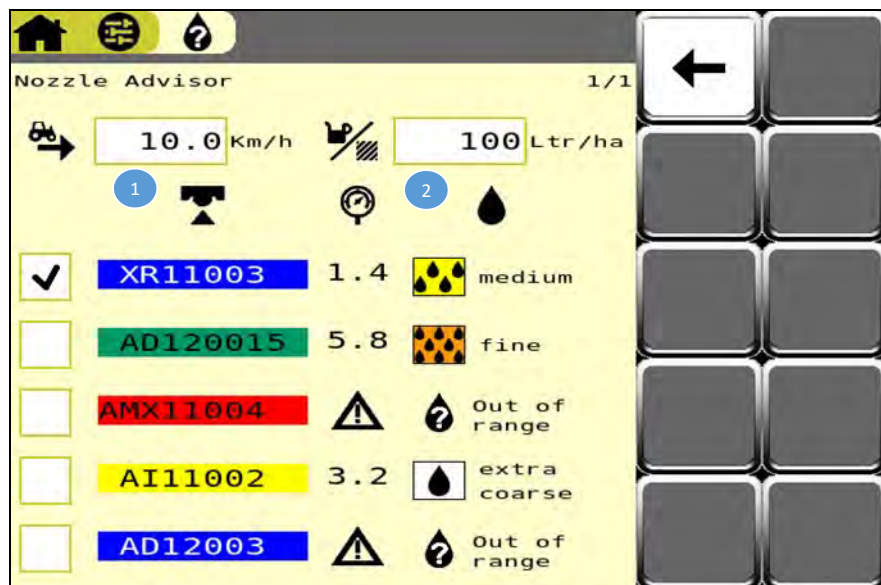 Nozzle Advisor 1/1
10.0 Km/h 100 Ltr/ha
1 2
XR11003 1.4 medium
AD120015 5.8 fine
AMX11004 Out of
range
AI11002 3.2 extra
coarse
AD12003 Out of
range